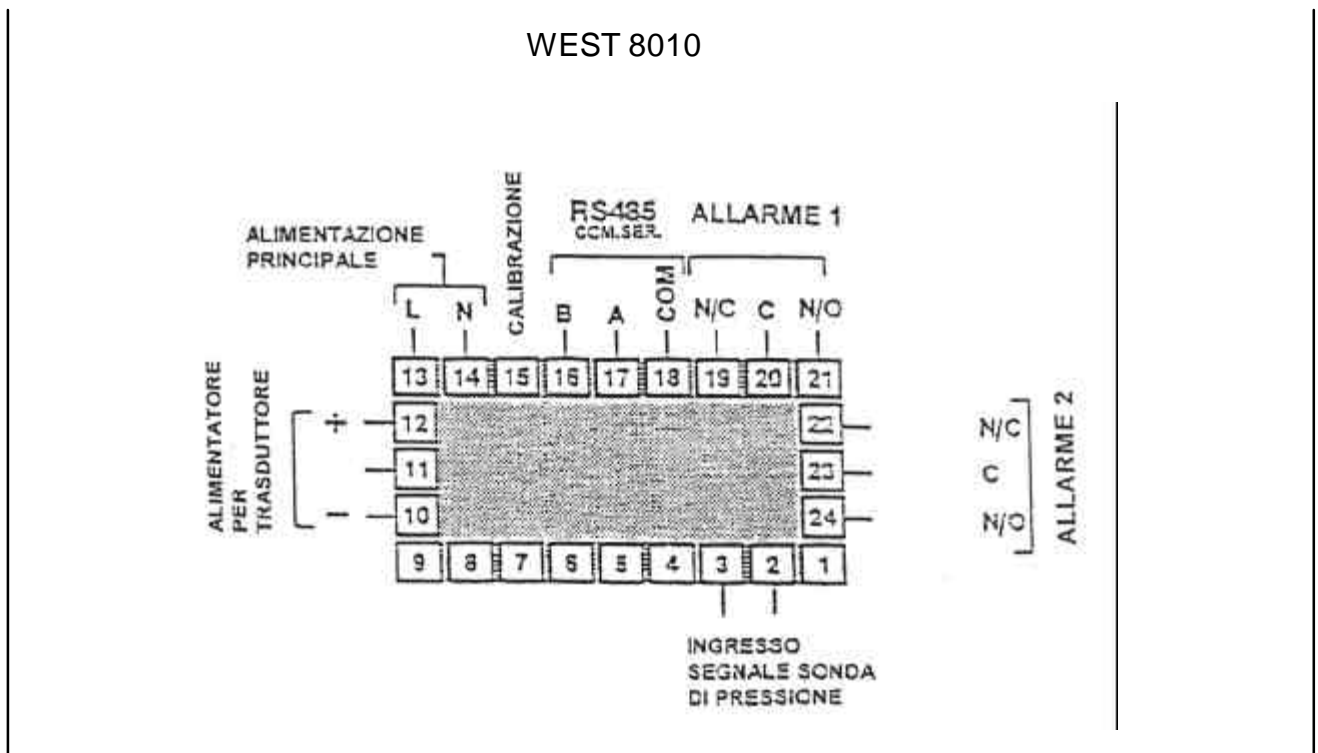 WEST 8010
ALIMENTAZIONE
PRINCIPALE
L N
CALIBRAZIONE
RS-485
COM.SER.
B A COM
ALLARME 1
N/C C N/O
13 14 15 16 17 18 19 20 21
ALIMENTATORE
PER
TRASDUTTORE
+ 12
11
- 10
22 N/C
23 C
24 N/O
ALLARME 2
9 8 7 6 5 4 3 2 1
INGRESSO
SEGNALE SONDA
DI PRESSIONE